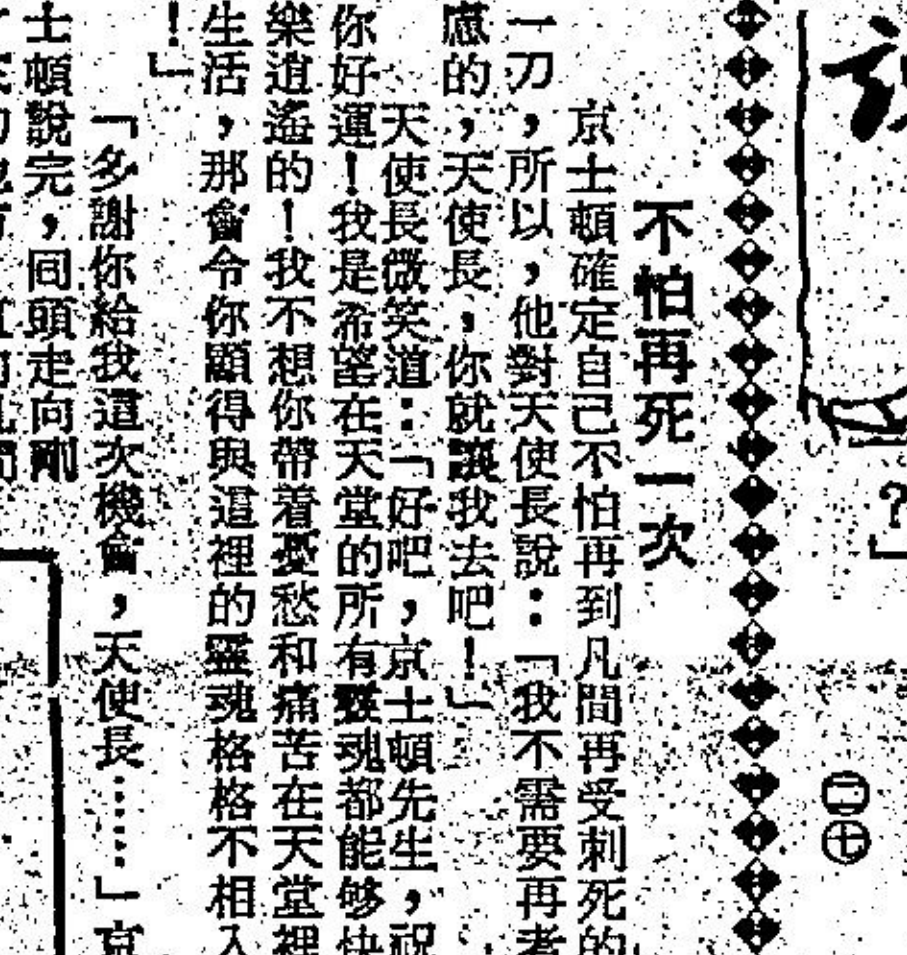 說
？」
㊁㊆
不怕再死一次
京士頓確定自己不怕再到凡間再受刺死的
一刀，所以，他對天使長說：「我不需要再考
慮的，天使長，你就讓我去吧！」
天使長微笑道：「好吧，京士頓先生，祝
你好運！我是希望在天堂的所有靈魂都能够快
樂逍遙的！我不想你帶着憂愁和痛苦在天堂裡
生活，那會令你顯得與這裡的靈魂格格不相入
！」
「多謝你給我這次機會，天使長……」京
士頓說完，回頭走向剛